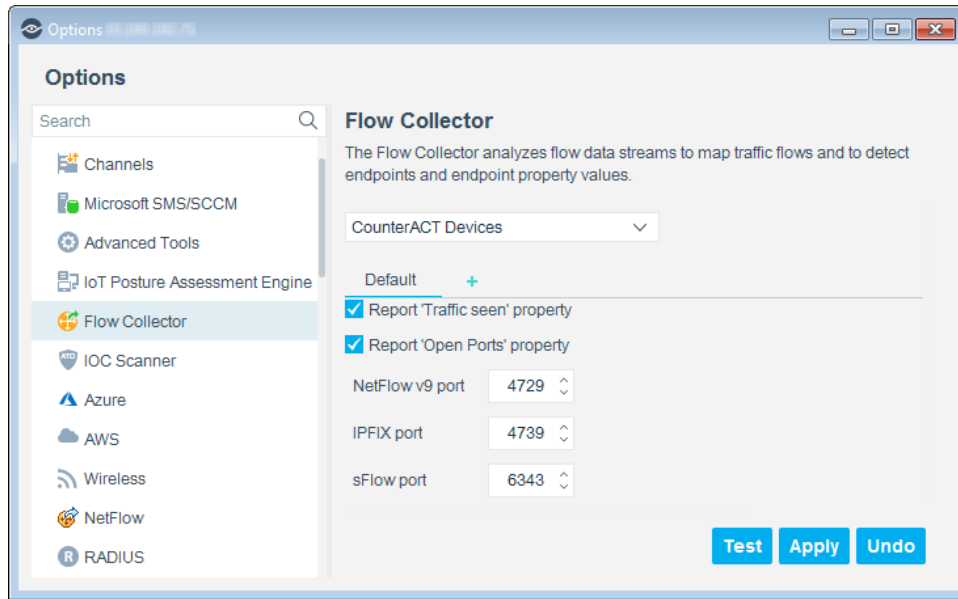 Options
Options
Search
Channels
Microsoft SMS/SCCM
Advanced Tools
IoT Posture Assessment Engine
Flow Collector
ATD
IOC Scanner
Azure
AWS
Wireless
NetFlow
R
RADIUS
Flow Collector
The Flow Collector analyzes flow data streams to map traffic flows and to detect
endpoints and endpoint property values.
CounterACT Devices
Default +
Report 'Traffic seen' property
Report 'Open Ports' property
NetFlow v9 port 4729
IPFIX port 4739
sFlow port 6343
Test Apply Undo